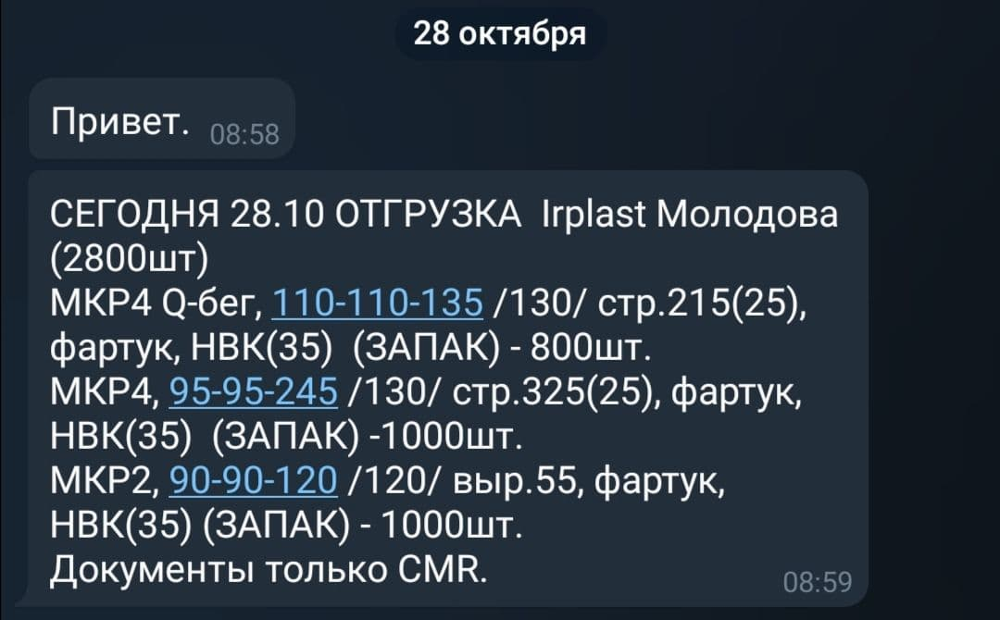 28 октября
Привет. 08:58
СЕГОДНЯ 28.10 ОТГРУЗКА Irplast Молодова
(2800шт)
МКР4 Q-бег, 110-110-135 /130/ стр.215(25),
фартук, НВК(35) (ЗАПАК) - 800шт.
МКР4, 95-95-245 /130/ стр.325(25), фартук,
НВК(35) (ЗАПАК) -1000шт.
МКР2, 90-90-120 /120/ выр.55, фартук,
НВК(35) (ЗАПАК) - 1000шт.
Документы только CMR.
08:59